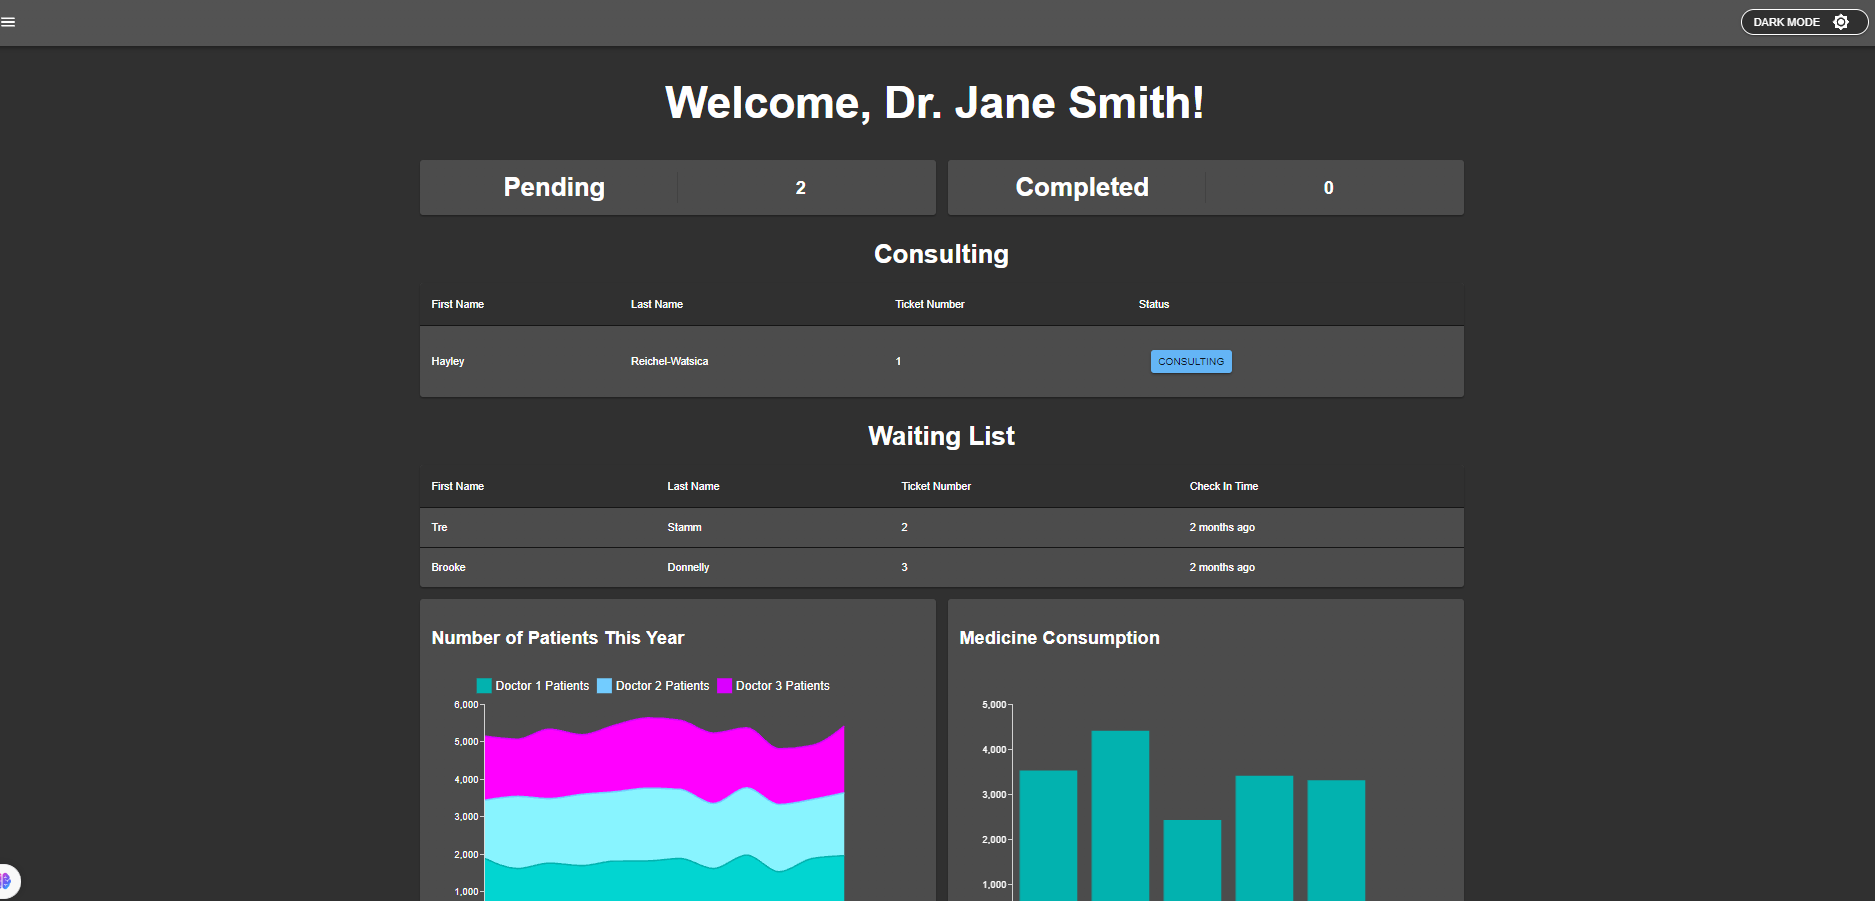 DARK MODE
Welcome, Dr. Jane Smith!
Pending 2 Completed 0
Consulting
First Name Last Name Ticket Number Status
Hayley Reichel-Watsica 1 CONSULTING
Waiting List
First Name Last Name Ticket Number Check In Time
Tre Stamm 2 2 months ago
Brooke Donnelly 3 2 months ago
Number of Patients This Year
Doctor 1 Patients Doctor 2 Patients Doctor 3 Patients
6,000
5,000
4,000
3,000
2,000
1,000
Medicine Consumption
5,000
4,000
3,000
2,000
1,000